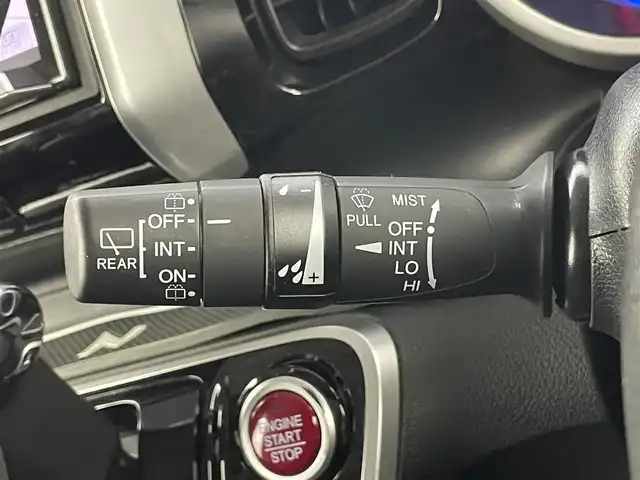 REAR
OFF
INT
ON
- 
+
PULL
MIST
OFF
INT
LO
HI
ENGINE
START
STOP